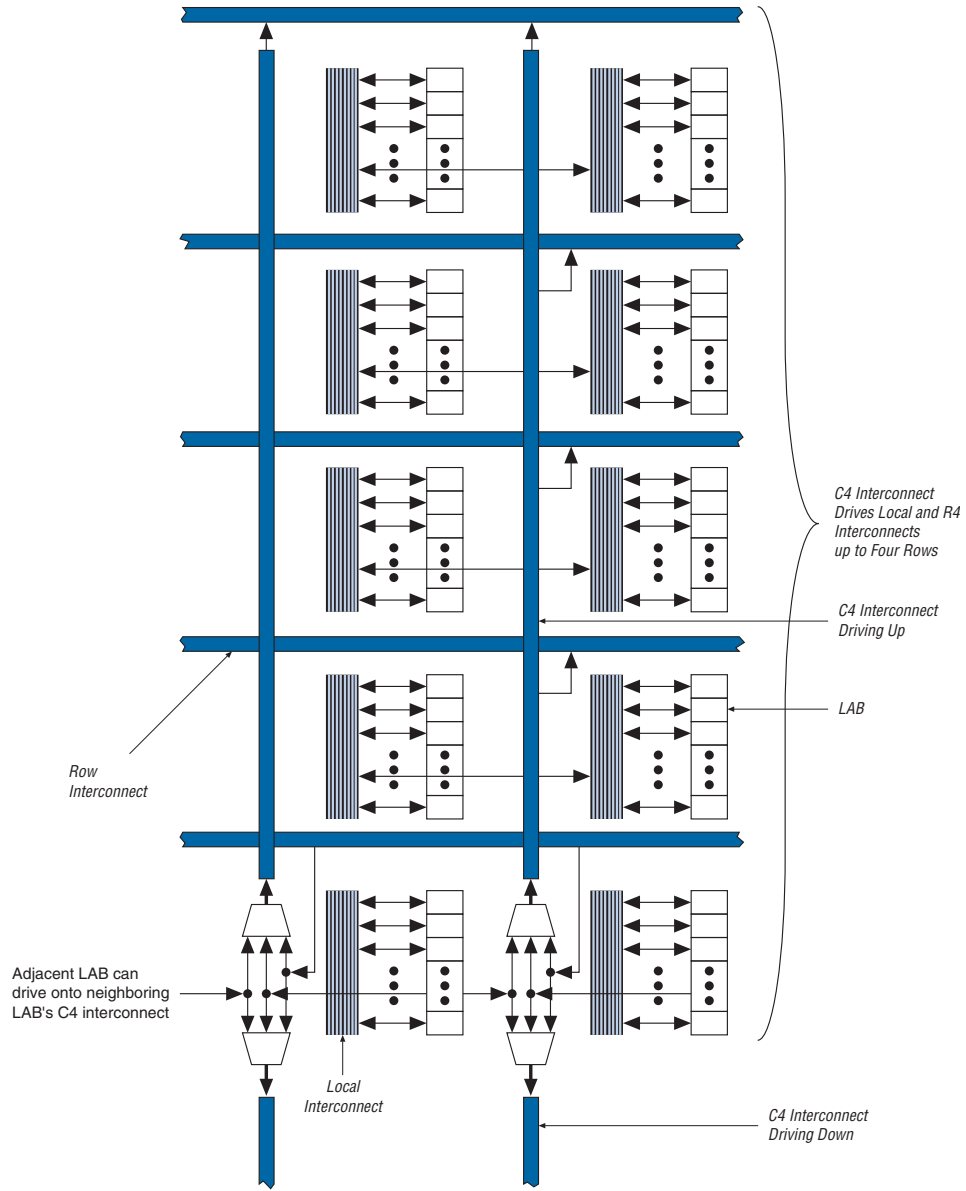 C4 Interconnect
Drives Local and R4
Interconnects
up to Four Rows
C4 Interconnect
Driving Up
LAB
Row
Interconnect
Adjacent LAB can
drive onto neighboring
LAB's C4 interconnect
Local
Interconnect
C4 Interconnect
Driving Down